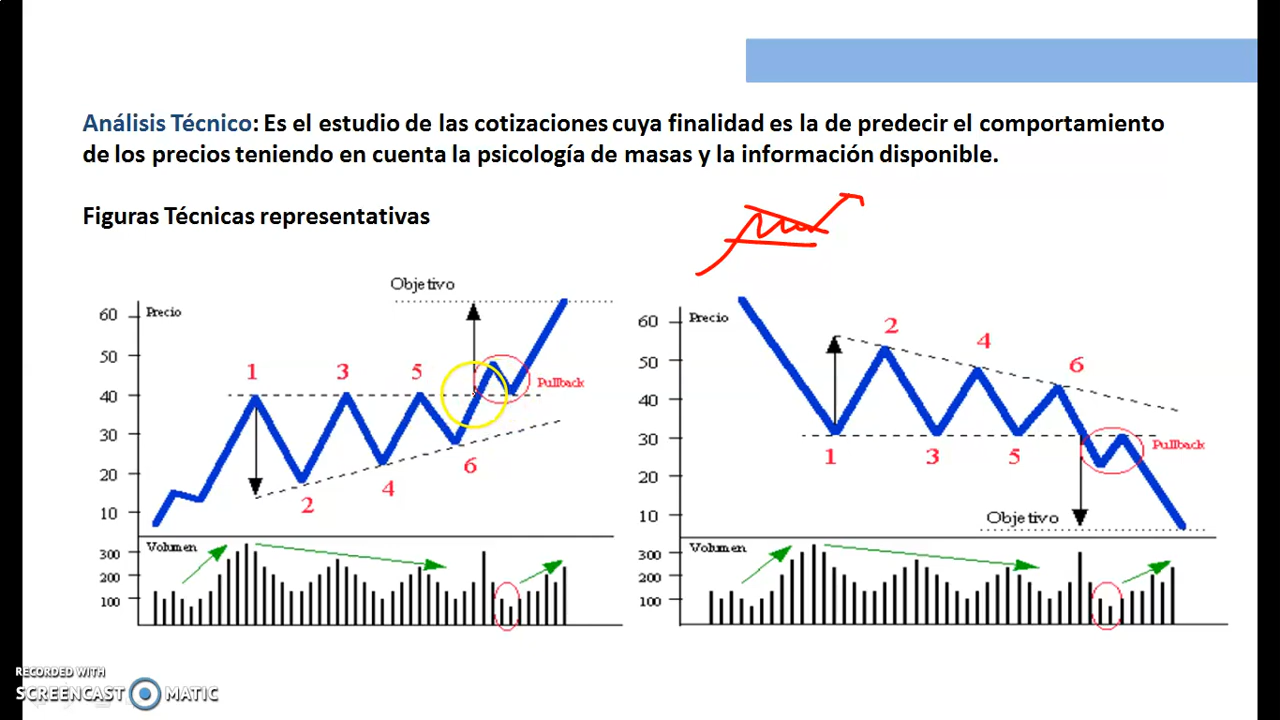 Análisis Técnico: Es el estudio de las cotizaciones cuya finalidad es la de predecir el comportamiento
de los precios teniendo en cuenta la psicología de masas y la información disponible.
Figuras Técnicas representativas
Objetivo
60
Precio
50
1
3
5
Pullback
40
30
6
20
4
2
10
Volumen
300
200
100
Precio
60
2
4
50
6
40
30
Pullback
1
3
5
20
Objetivo
10
Volumen
300
200
100
RECORDED WITH
SCREENCAST MATIC